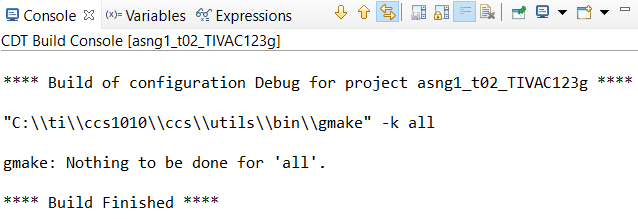 Console Variables Expressions
CDT Build Console [asng1_t02_TIVAC123g]
**** Build of configuration Debug for project asng1_t02_TIVAC123g ****
"C:\\ti\\ccs1010\\ccs\\utils\\bin\\gmake" -k all
gmake: Nothing to be done for 'all'.
**** Build Finished ****